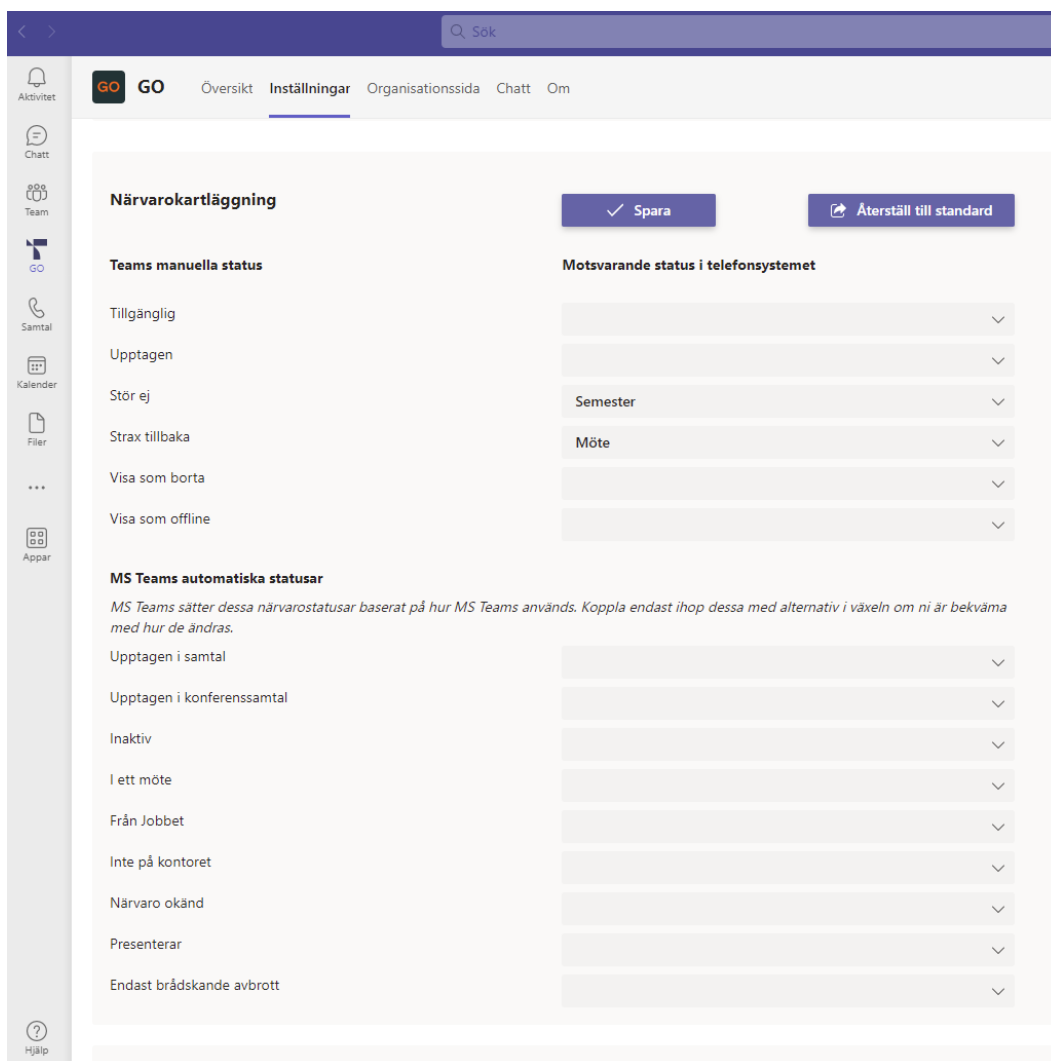 Sök
Aktivitet
Chatt
Team
GO
Samtal
Kalender
Filer
Appar
Hjälp
GO GO Översikt Inställningar Organisationssida Chatt Om
Närvarokartläggning Spara Återställ till standard
Teams manuella status Motsvarande status i telefonsystemet
Tillgänglig
Upptagen
Stör ej Semester
Strax tillbaka Möte
Visa som borta
Visa som offline
MS Teams automatiska statusar
MS Teams sätter dessa närvarostatusar baserat på hur MS Teams används. Koppla endast ihop dessa med alternativ i växeln om ni är bekväma
med hur de ändras.
Upptagen i samtal
Upptagen i konferenssamtal
Inaktiv
I ett möte
Från Jobbet
Inte på kontoret
Närvaro okänd
Presenterar
Endast brådskande avbrott